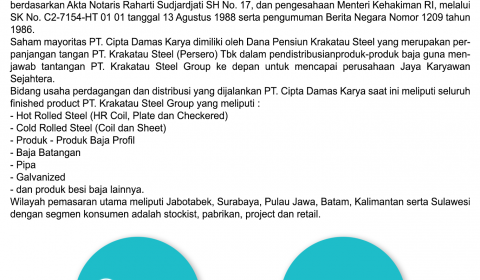 berdasarkan Akta Notaris Raharti Sudjardjati SH No. 17, dan pengesahaan Menteri Kehakiman RI, melalui
SK No. C2-7154-HT 01 01 tanggal 13 Agustus 1988 serta pengumuman Berita Negara Nomor 1209 tahun
1986.
Saham mayoritas PT. Cipta Damas Karya dimiliki oleh Dana Pensiun Krakatau Steel yang merupakan per-
panjangan tangan PT. Krakatau Steel (Persero) Tbk dalam pendistribusianproduk-produk baja guna men-
jawab tantangan PT. Krakatau Steel Group ke depan untuk mencapai perusahaan Jaya Karyawan
Sejahtera.
Bidang usaha perdagangan dan distribusi yang dijalankan PT. Cipta Damas Karya saat ini meliputi seluruh
finished product PT. Krakatau Steel Group yang meliputi :
- Hot Rolled Steel (HR Coil, Plate dan Checkered)
- Cold Rolled Steel (Coil dan Sheet)
- Produk - Produk Baja Profil
- Baja Batangan
- Pipa
- Galvanized
- dan produk besi baja lainnya.
Wilayah pemasaran utama meliputi Jabotabek, Surabaya, Pulau Jawa, Batam, Kalimantan serta Sulawesi
dengan segmen konsumen adalah stockist, pabrikan, project dan retail.